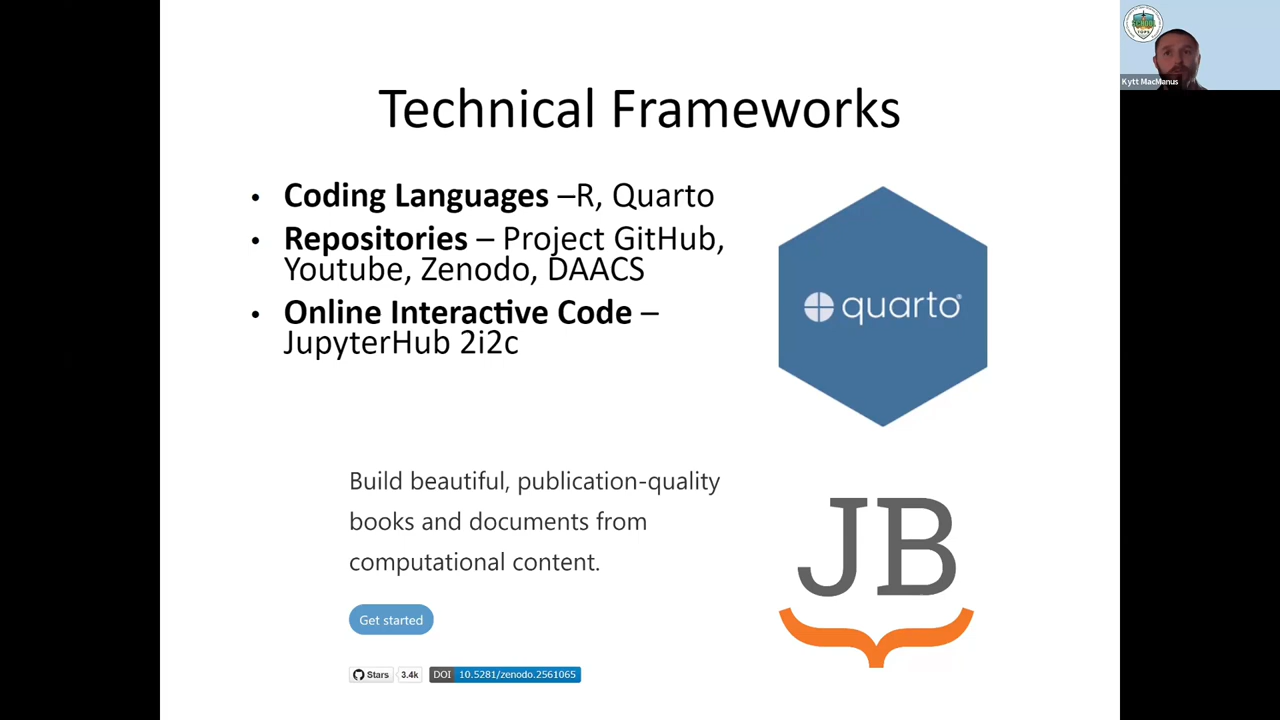 Technical Frameworks
• Coding Languages –R, Quarto
• Repositories – Project GitHub,
Youtube, Zenodo, DAACS
• Online Interactive Code –
JupyterHub 2i2c
quarto
Build beautiful, publication-quality
books and documents from
computational content.
Get started
Stars 3.4k DOI 10.5281/zenodo.2561065
JB
SCHOOL
TOPS
Kytt MacManus